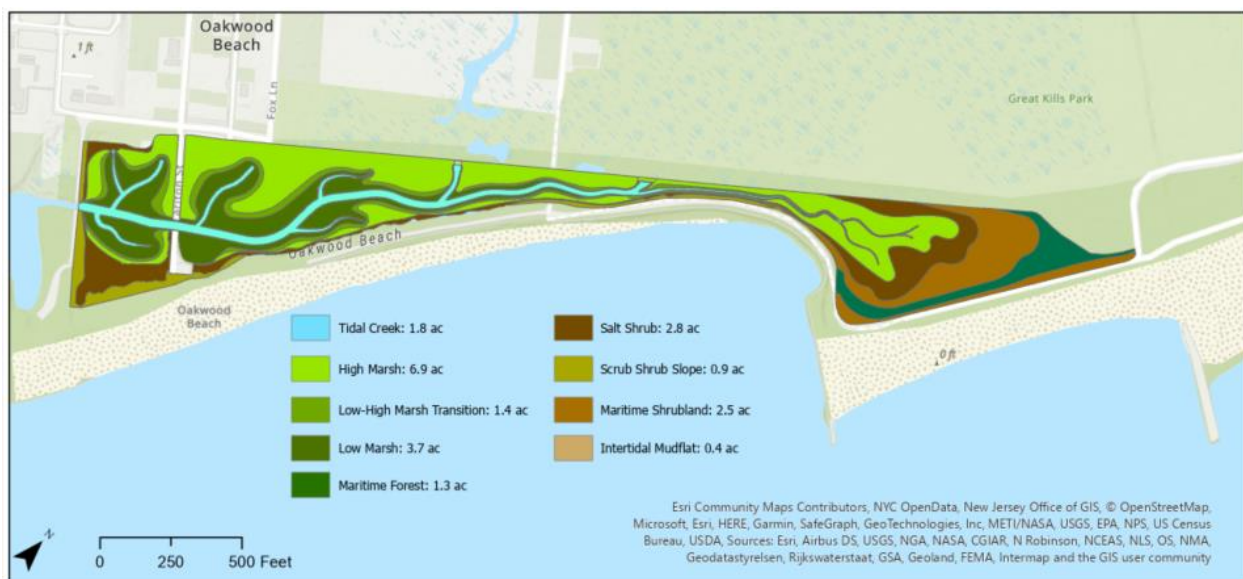 Oakwood
Beach
1 ft
Fox Ln
Great Kills Park
Oakwood Beach
Oakwood
Beach
0 ft
Tidal Creek: 1.8 ac
High Marsh: 6.9 ac
Low-High Marsh Transition: 1.4 ac
Low Marsh: 3.7 ac
Maritime Forest: 1.3 ac
Salt Shrub: 2.8 ac
Scrub Shrub Slope: 0.9 ac
Maritime Shrubland: 2.5 ac
Intertidal Mudflat: 0.4 ac
N
0 250 500 Feet
Esri Community Maps Contributors, NYC OpenData, New Jersey Office of GIS, © OpenStreetMap,
Microsoft, Esri, HERE, Garmin, SafeGraph, GeoTechnologies, Inc, METI/NASA, USGS, EPA, NPS, US Census
Bureau, USDA, Sources: Esri, Airbus DS, USGS, NGA, NASA, CGIAR, N Robinson, NCEAS, NLS, OS, NMA,
Geodatastyrelsen, Rijkswaterstaat, GSA, Geoland, FEMA, Intermap and the GIS user community